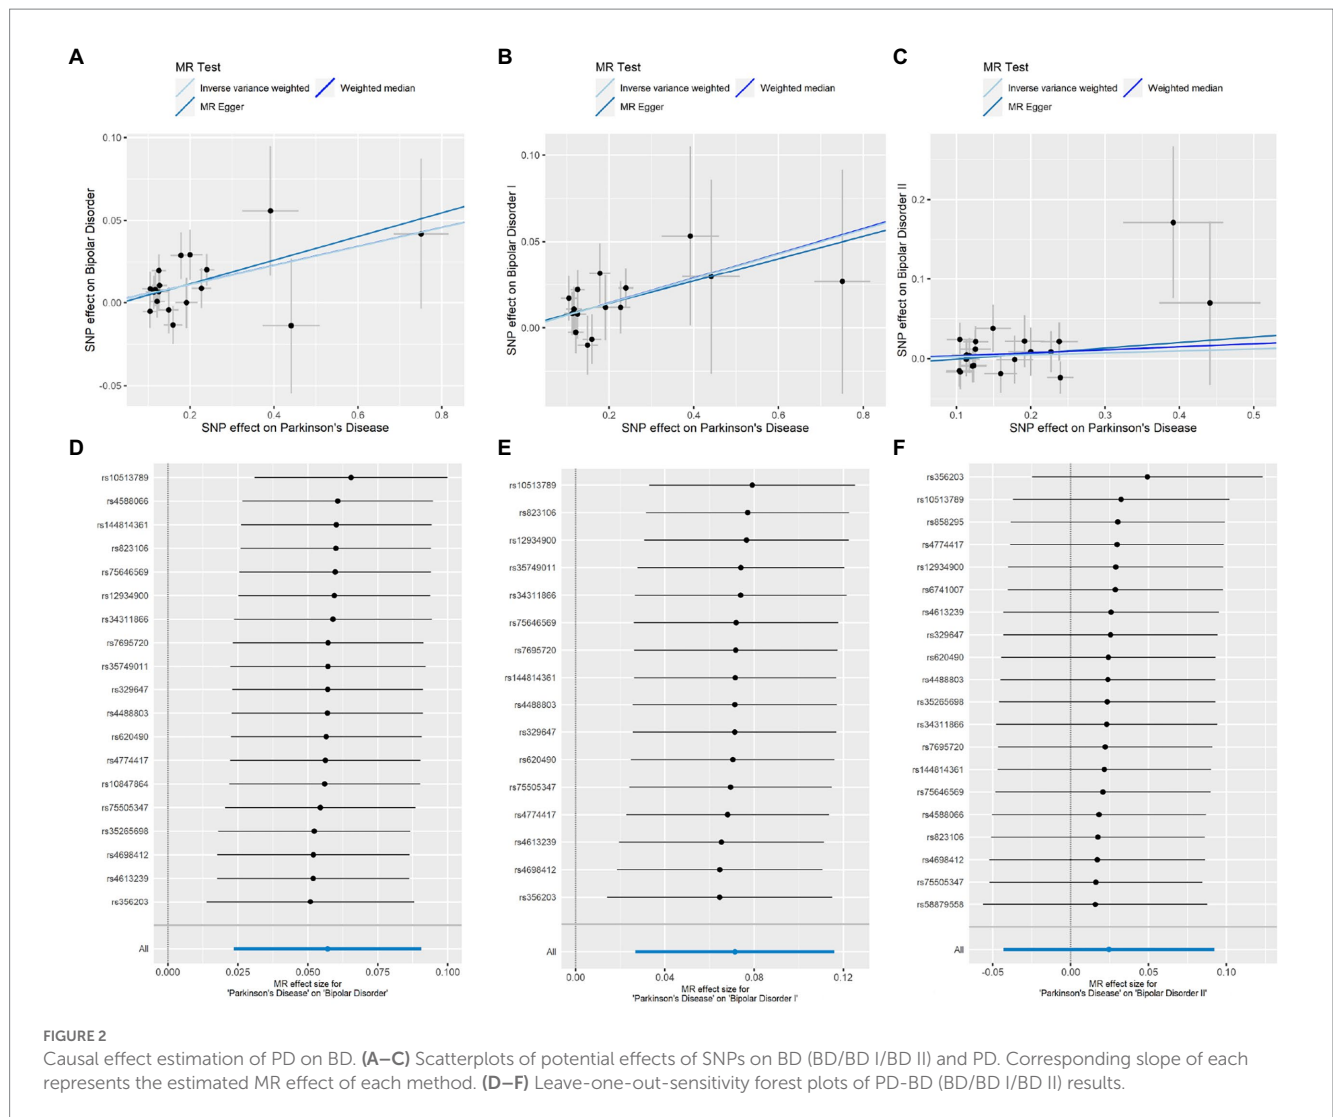 A
MR Test
Inverse variance weighted
Weighted median
MR Egger
0.10
0.05
0.00
-0.05
SNP effect on Bipolar Disorder
0.2
0.4
0.6
0.8
SNP effect on Parkinson's Disease
B
MR Test
Inverse variance weighted
Weighted median
MR Egger
0.10
0.05
0.00
SNP effect on Bipolar Disorder I
0.2
0.4
0.6
0.8
SNP effect on Parkinson's Disease
C
MR Test
Inverse variance weighted
Weighted median
MR Egger
0.2
0.1
0.0
SNP effect on Bipolar Disorder II
0.1
0.2
0.3
0.4
0.5
SNP effect on Parkinson's Disease
D
rs10513789
rs4588066
rs144814361
rs823106
rs75646569
rs12934900
rs34311866
rs7695720
rs35749011
rs329647
rs4488803
rs620490
rs4774417
rs10847864
rs75505347
rs35265698
rs4698412
rs4613239
rs356203
All
0.000
0.025
0.050
0.075
0.100
MR effect size for
'Parkinson's Disease' on 'Bipolar Disorder'
E
rs10513789
rs823106
rs12934900
rs35749011
rs34311866
rs75646569
rs7695720
rs144814361
rs4488803
rs329647
rs620490
rs75505347
rs4774417
rs4613239
rs4698412
rs356203
All
0.00
0.04
0.08
0.12
MR effect size for
'Parkinson's Disease' on 'Bipolar Disorder I'
F
rs356203
rs10513789
rs858295
rs4774417
rs12934900
rs6741007
rs4613239
rs329647
rs620490
rs4488803
rs35265698
rs34311866
rs7695720
rs144814361
rs75646569
rs4588066
rs823106
rs4698412
rs75505347
rs58879558
All
-0.05
0.00
0.05
0.10
MR effect size for
'Parkinson's Disease' on 'Bipolar Disorder II'
FIGURE 2
Causal effect estimation of PD on BD. (A–C) Scatterplots of potential effects of SNPs on BD (BD/BD I/BD II) and PD. Corresponding slope of each
represents the estimated MR effect of each method. (D–F) Leave-one-out-sensitivity forest plots of PD-BD (BD/BD I/BD II) results.